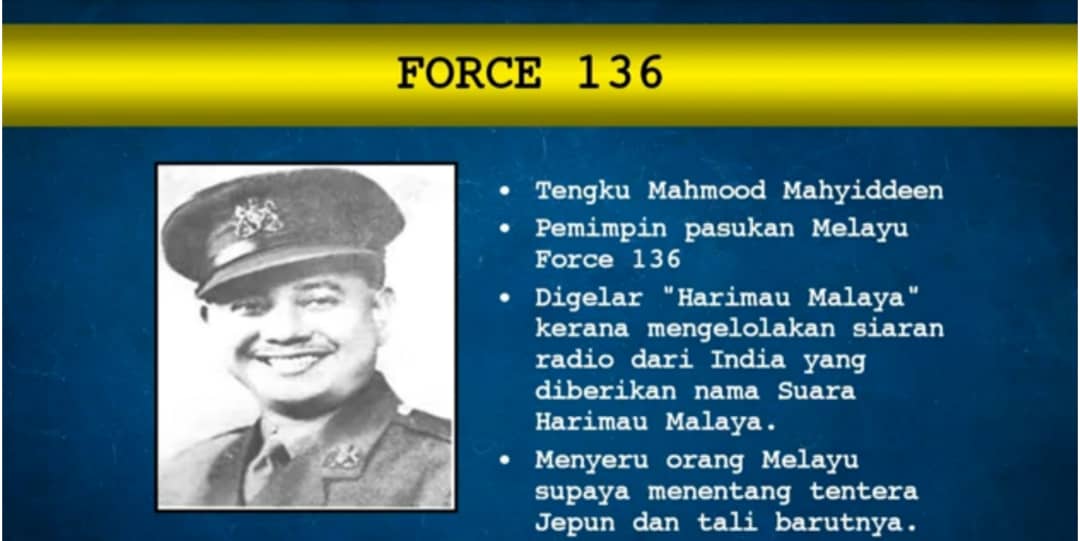 FORCE 136
• Tengku Mahmood Mahyiddeen
• Pemimpin pasukan Melayu
Force 136
• Digelar "Harimau Malaya"
kerana mengelolakan siaran
radio dari India yang
diberikan nama Suara
Harimau Malaya.
• Menyeru orang Melayu
supaya menentang tentera
Jepun dan tali barutnya.